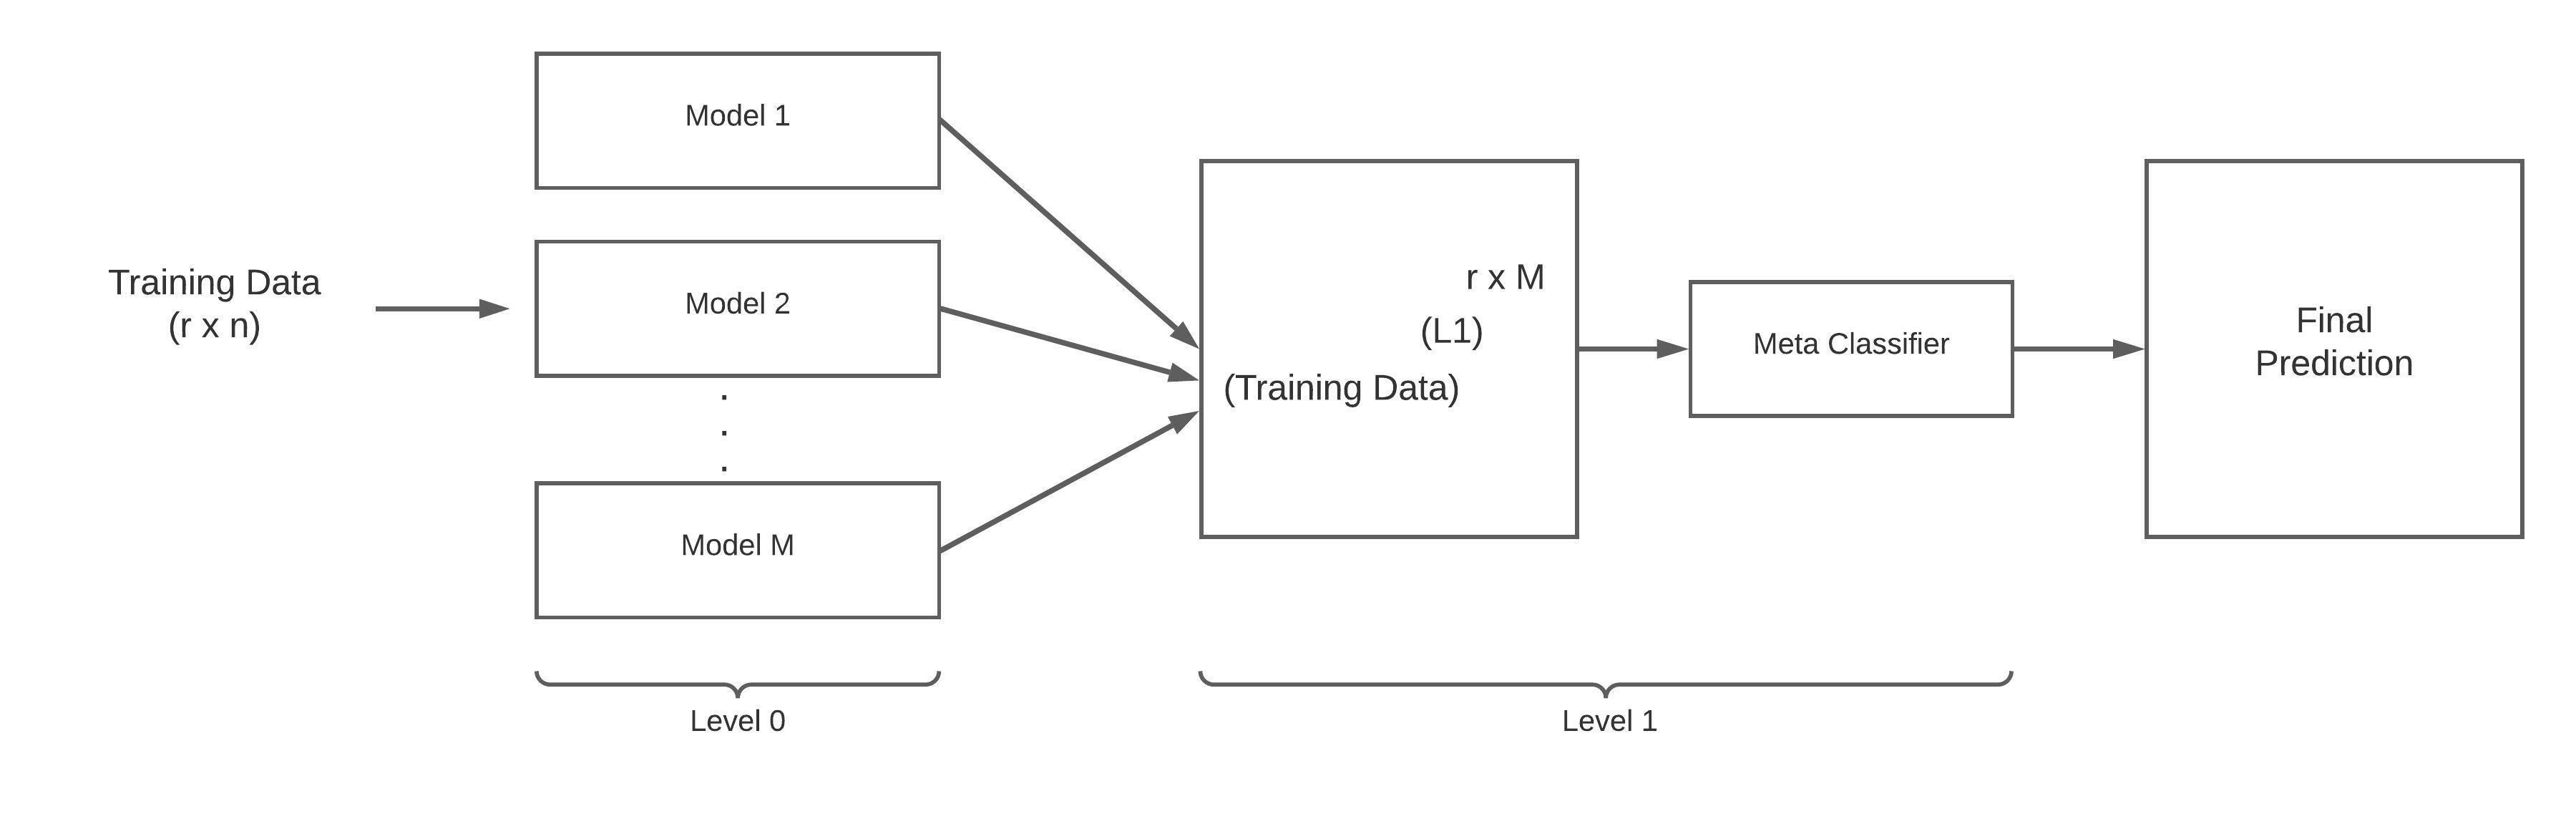 Training Data
(r x n)
Model 1
Model 2
.
.
.
Model M
Level 0
r x M
(L1)
(Training Data)
Meta Classifier
Level 1
Final
Prediction